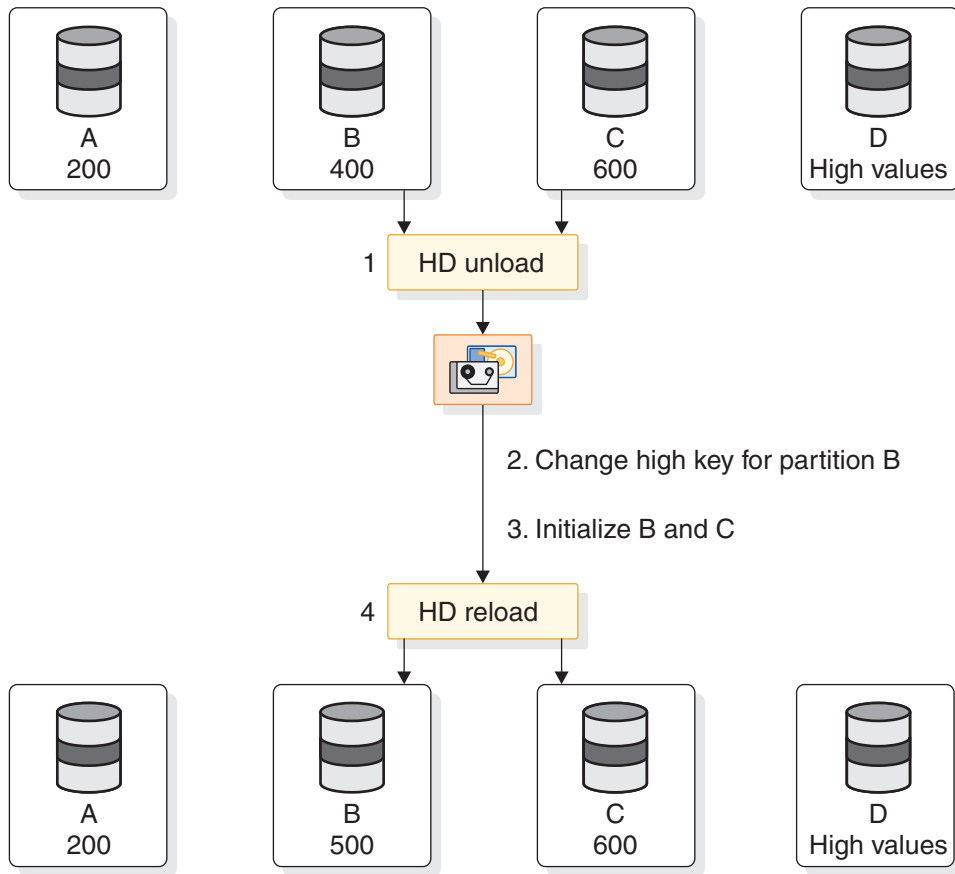 A
200
B
400
C
600
D
High values
1
HD unload
2. Change high key for partition B
3. Initialize B and C
4
HD reload
A
200
B
500
C
600
D
High values